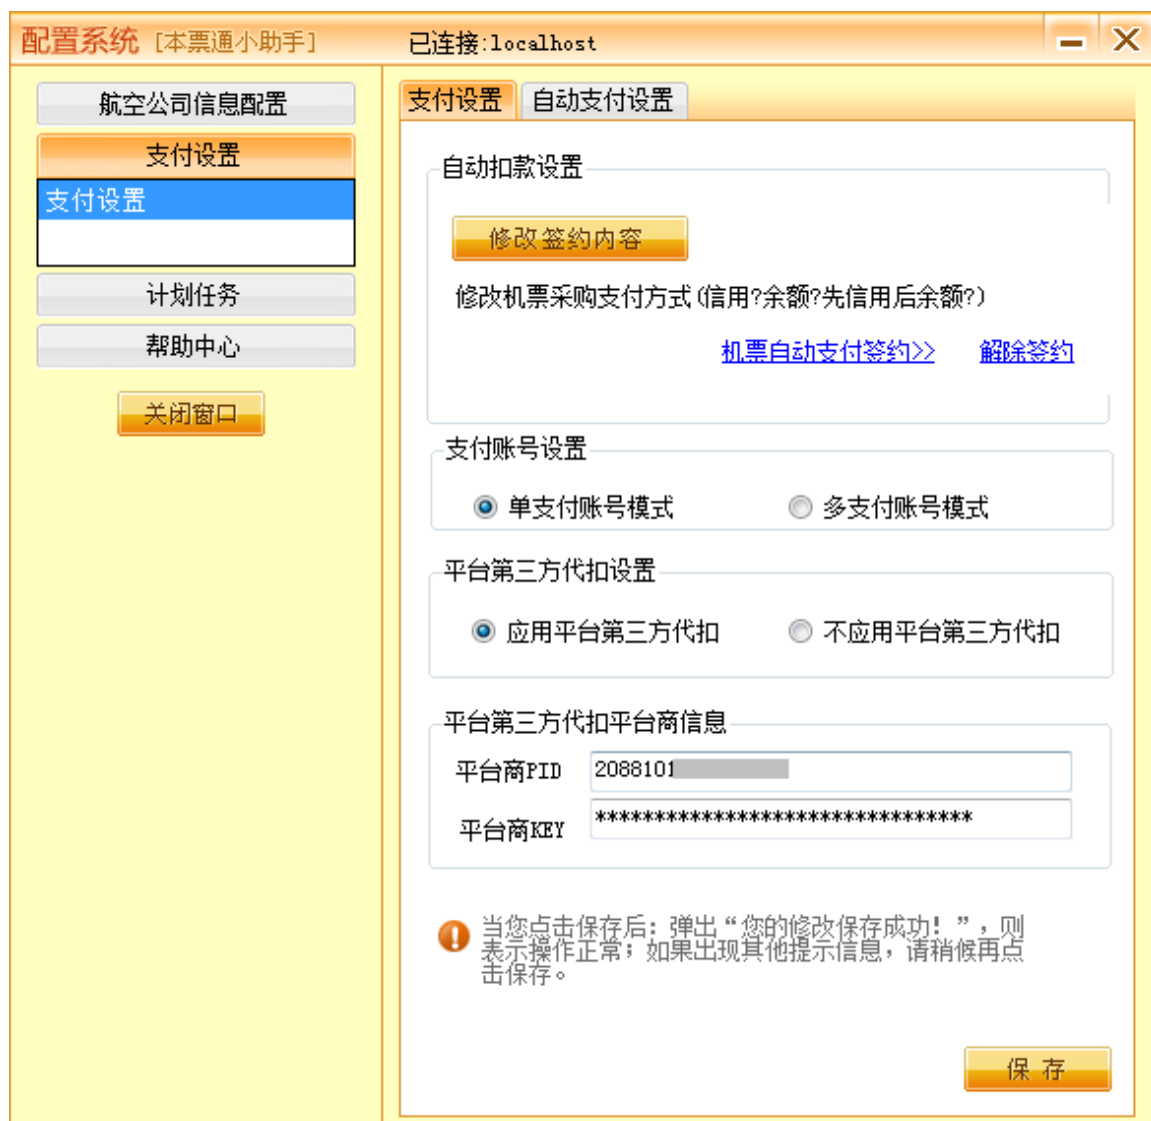 配置系统 [本票通小助手] 已连接:localhost
航空公司信息配置
支付设置
支付设置
计划任务
帮助中心
关闭窗口
支付设置 自动支付设置
自动扣款设置
修改签约内容
修改机票采购支付方式(信用?余额?先信用后余额?)
机票自动支付签约>> 解除签约
支付账号设置
单支付账号模式 多支付账号模式
平台第三方代扣设置
应用平台第三方代扣 不应用平台第三方代扣
平台第三方代扣平台商信息
平台商PID 2088101
平台商KEY ********************************
当您点击保存后：弹出“您的修改保存成功！”，则
表示操作正常；如果出现其他提示信息，请稍候再点
击保存。
保 存